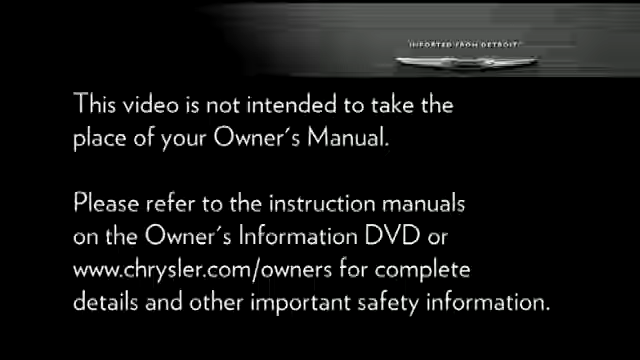 IMPORTED FROM DETROIT
This video is not intended to take the
place of your Owner's Manual.
Please refer to the instruction manuals
on the Owner's Information DVD or
www.chrysler.com/owners for complete
details and other important safety information.